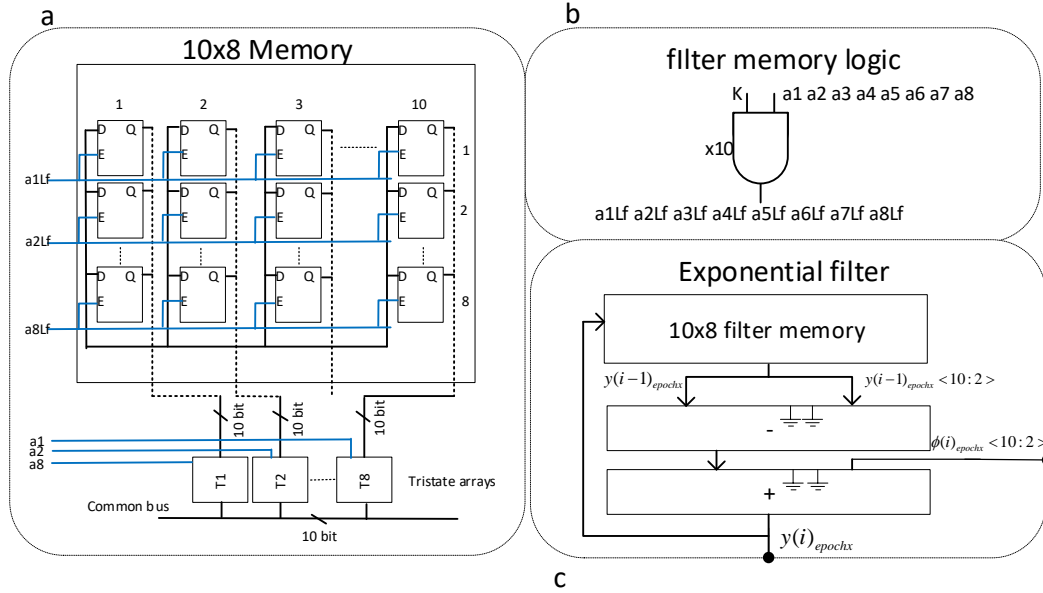 a
10x8 Memory
1 2 3 10
D Q D Q D Q D Q
E E E E
1
a1Lf
D Q D Q D Q D Q
E E E E
2
a2Lf
D Q D Q D Q D Q
E E E E
8
a8Lf
10 bit 10 bit 10 bit
a1
a2
a8
T1 T2 T8
Tristate arrays
Common bus
10 bit
b
fIlter memory logic
K a1 a2 a3 a4 a5 a6 a7 a8
x10
a1Lf a2Lf a3Lf a4Lf a5Lf a6Lf a7Lf a8Lf
Exponential filter
10x8 filter memory
y(i−1)epochx y(i−1)epochx <10:2>
-
ϕ(i)epochx <10:2>
+
y(i)epochx
c